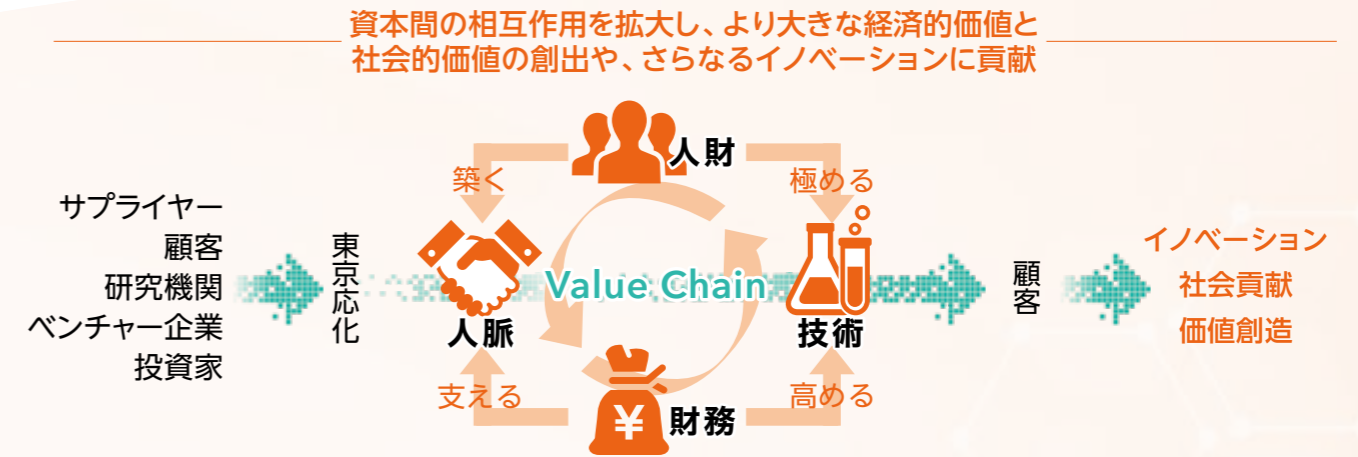 資本間の相互作用を拡大し、より大きな経済的価値と
社会的価値の創出や、さらなるイノベーションに貢献
サプライヤー
顧客
研究機関
ベンチャー企業
投資家
東京応化
人財
築く
極める
Value Chain
人脈
技術
支える
高める
¥
財務
顧客
イノベーション
社会貢献
価値創造